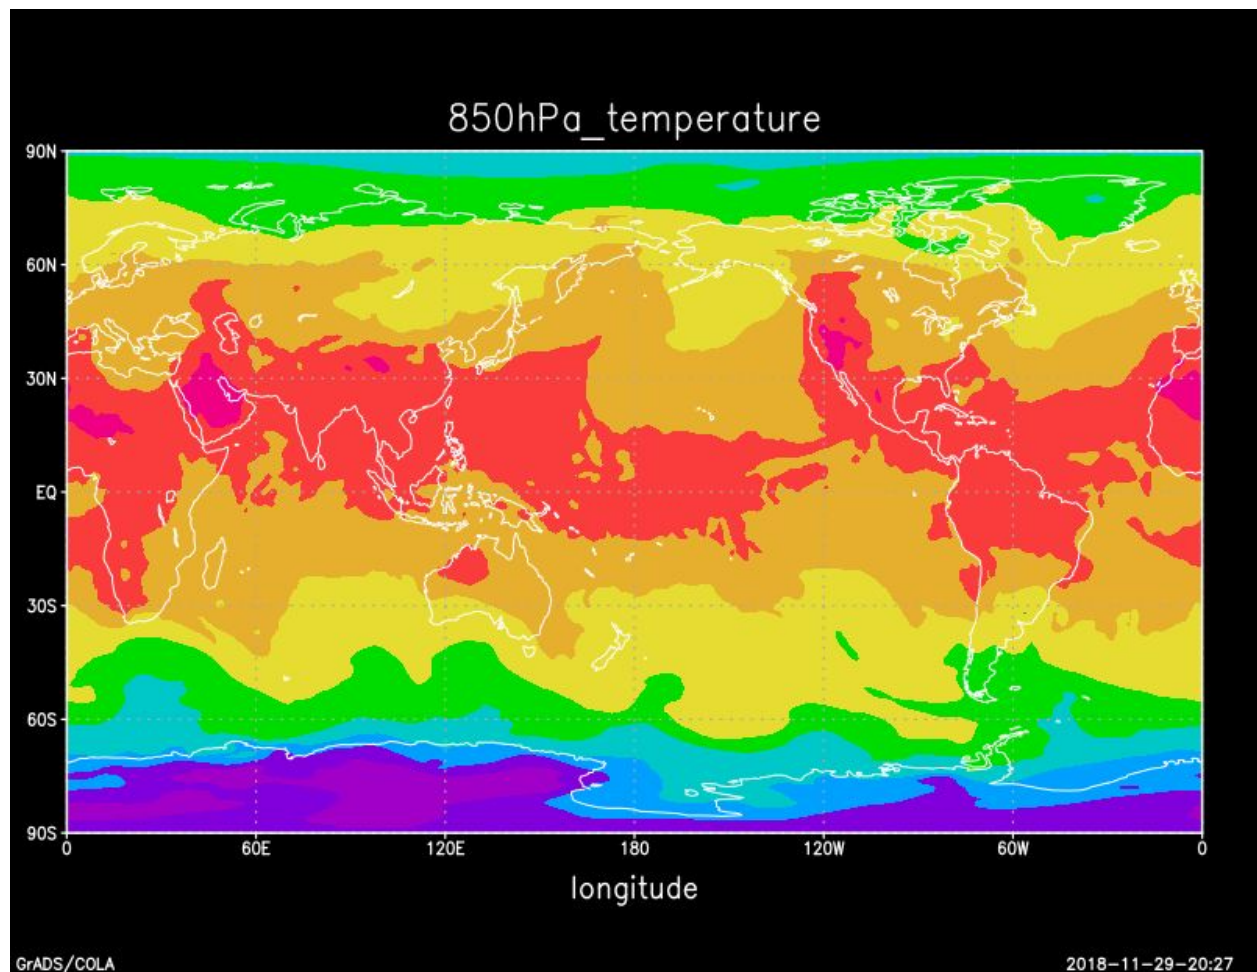 850hPa_temperature
90N
60N
30N
EQ
30S
60S
90S
0 60E 120E 180 120W 60W 0
longitude
GrADS/COLA 2018-11-29-20:27